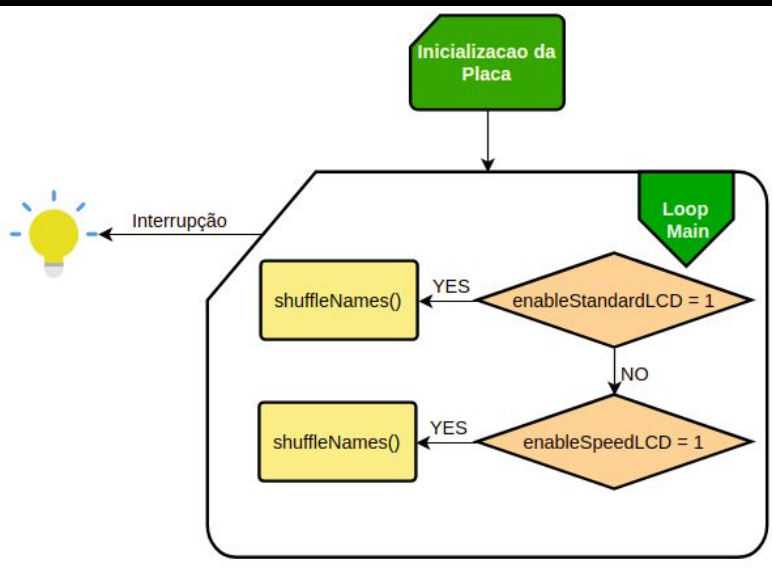 Inicializacao da
Placa
Interrupção
Loop
Main
shuffleNames()
YES
enableStandardLCD = 1
NO
shuffleNames()
YES
enableSpeedLCD = 1